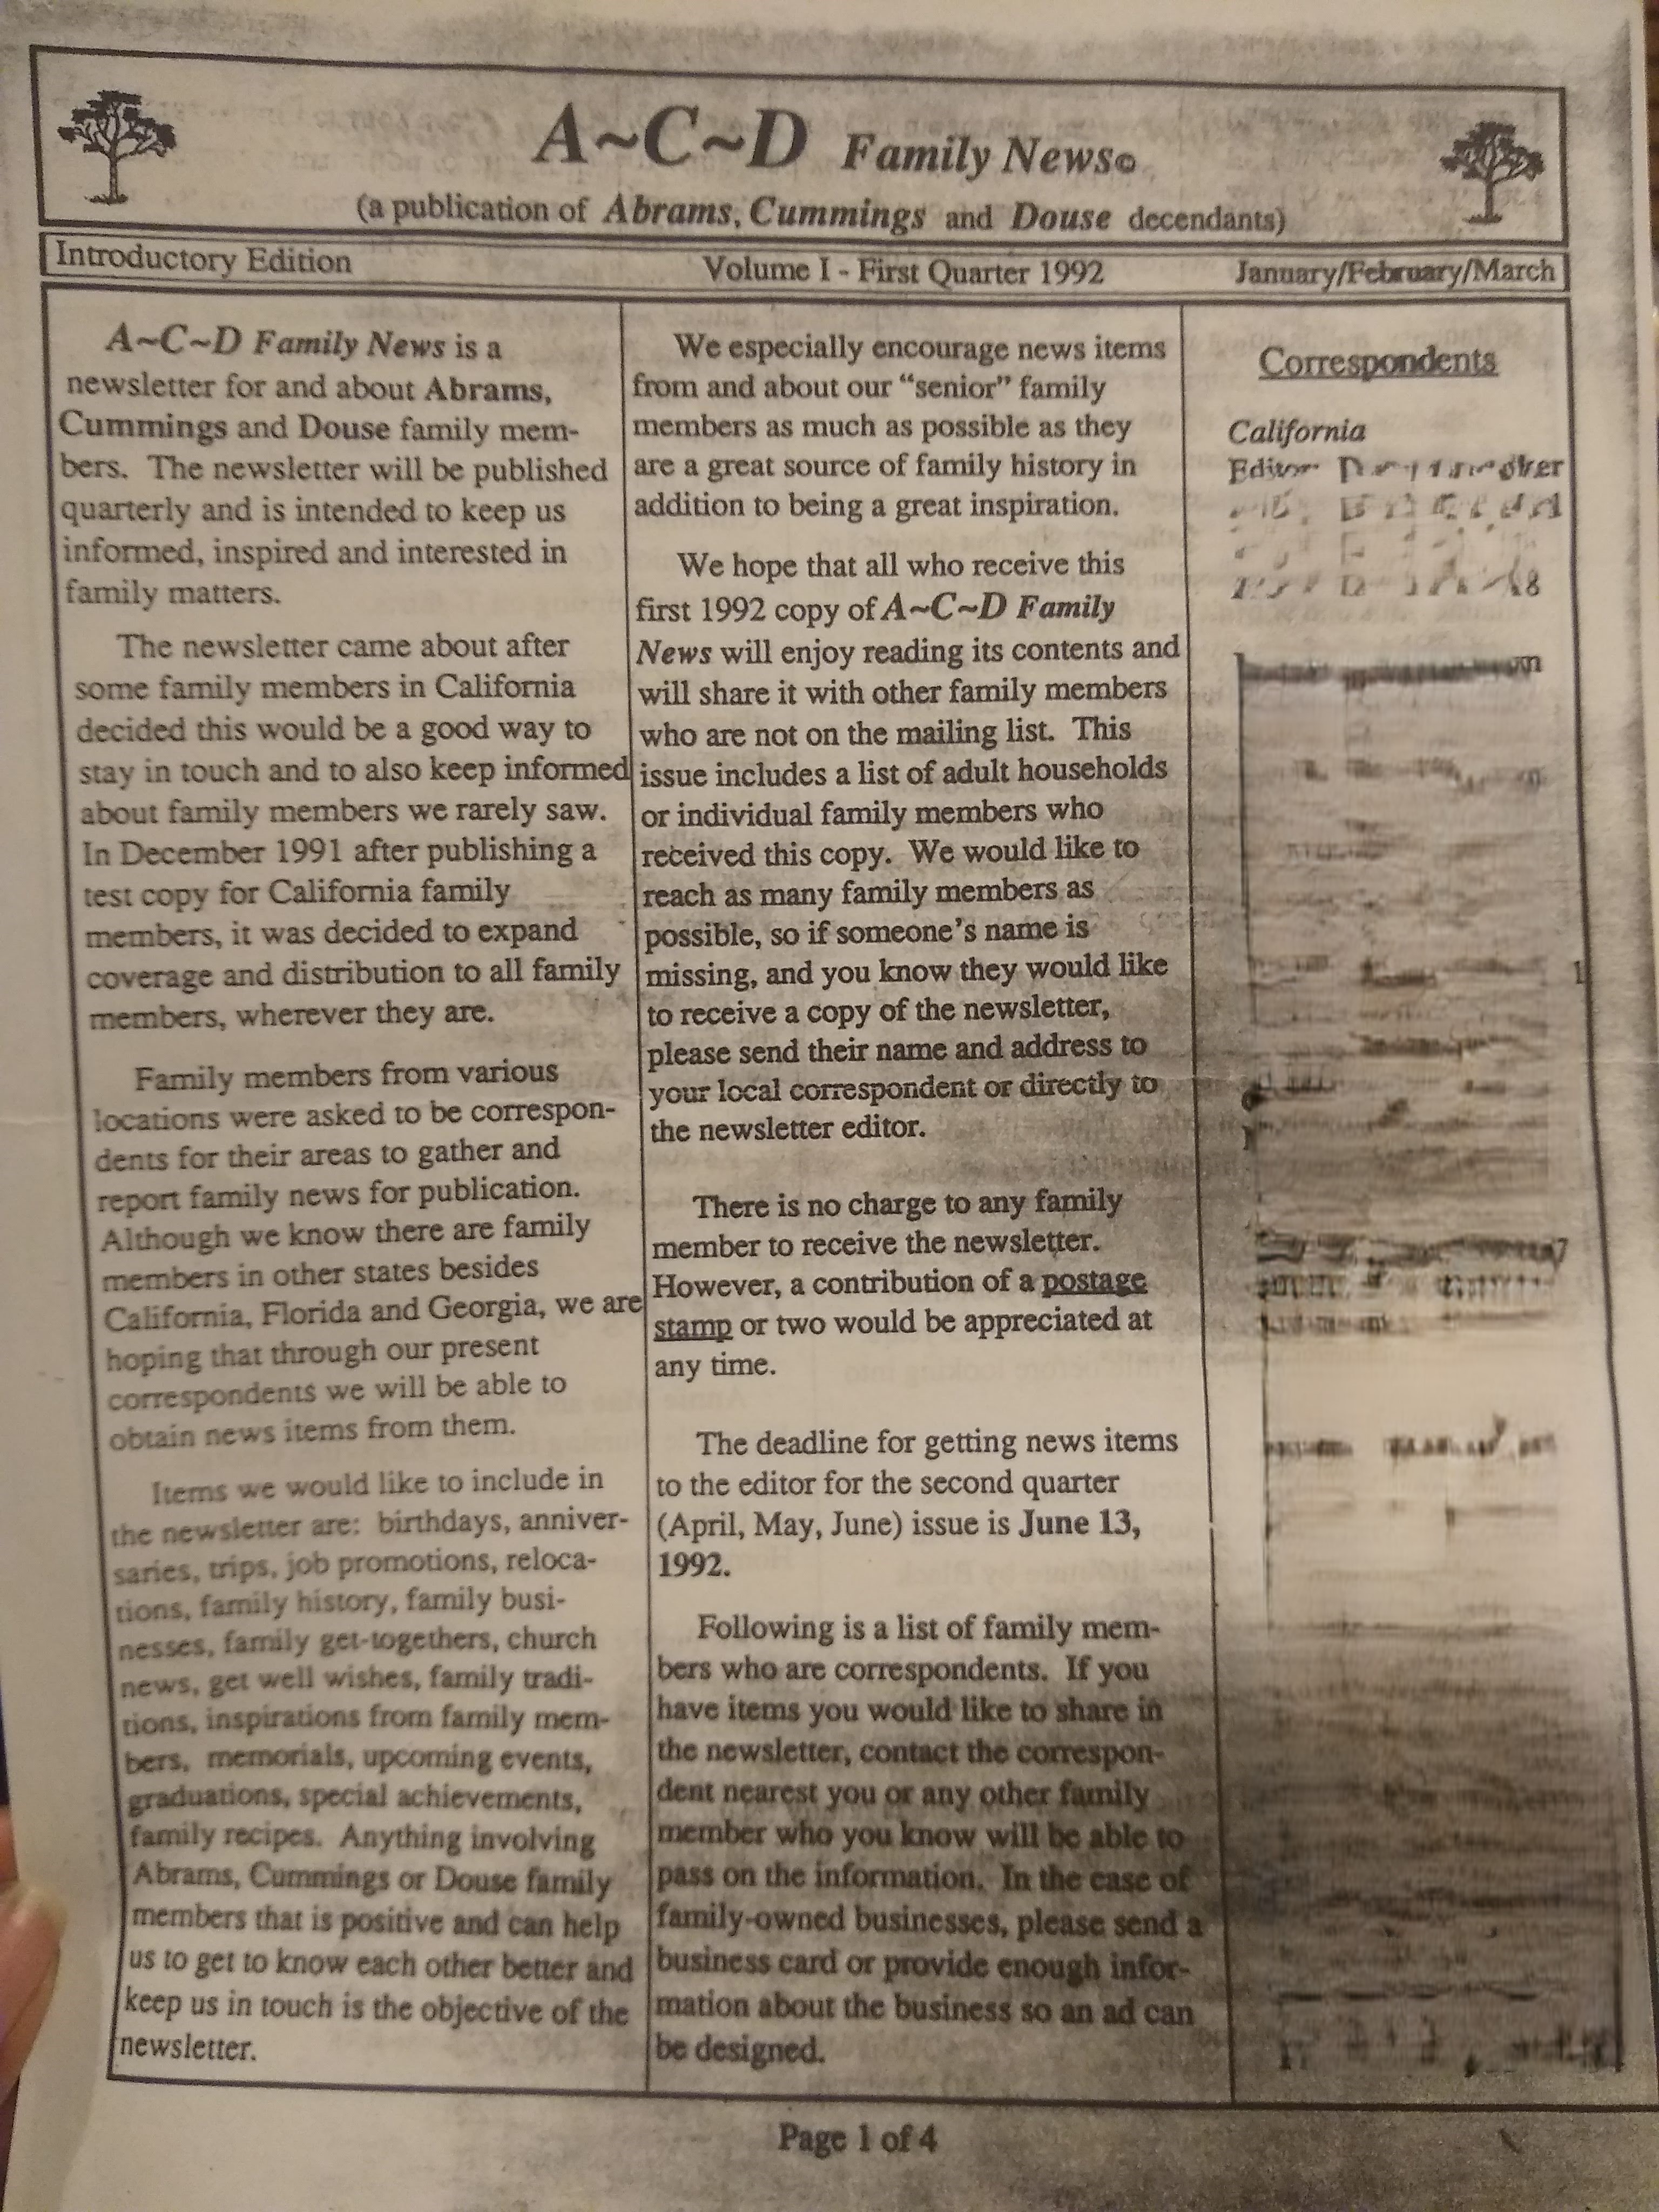 A~C~D Family News©
(a publication of Abrams, Cummings and Douse decendants)
Introductory Edition
Volume I - First Quarter 1992
January/February/March
A~C~D Family News is a
newsletter for and about Abrams,
Cummings and Douse family mem-
bers. The newsletter will be published
quarterly and is intended to keep us
informed, inspired and interested in
family matters.
The newsletter came about after
some family members in California
decided this would be a good way to
stay in touch and to also keep informed
about family members we rarely saw.
In December 1991 after publishing a
test copy for California family
members, it was decided to expand
coverage and distribution to all family
members, wherever they are.
Family members from various
locations were asked to be correspon-
dents for their areas to gather and
report family news for publication.
Although we know there are family
members in other states besides
California, Florida and Georgia, we are
hoping that through our present
correspondents we will be able to
obtain news items from them.
Items we would like to include in
the newsletter are: birthdays, anniver-
saries, trips, job promotions, reloca-
tions, family history, family busi-
nesses, family get-togethers, church
news, get well wishes, family tradi-
tions, inspirations from family mem-
bers, memorials, upcoming events,
graduations, special achievements,
family recipes. Anything involving
Abrams, Cummings or Douse family
members that is positive and can help
us to get to know each other better and
keep us in touch is the objective of the
newsletter.
We especially encourage news items
from and about our "senior" family
members as much as possible as they
are a great source of family history in
addition to being a great inspiration.
We hope that all who receive this
first 1992 copy of A~C~D Family
News will enjoy reading its contents and
will share it with other family members
who are not on the mailing list. This
issue includes a list of adult households
or individual family members who
received this copy. We would like to
reach as many family members as
possible, so if someone's name is
missing, and you know they would like
to receive a copy of the newsletter,
please send their name and address to
your local correspondent or directly to
the newsletter editor.
There is no charge to any family
member to receive the newsletter.
However, a contribution of a postage
stamp or two would be appreciated at
any time.
The deadline for getting news items
to the editor for the second quarter
(April, May, June) issue is June 13,
1992.
Following is a list of family mem-
bers who are correspondents. If you
have items you would like to share in
the newsletter, contact the correspon-
dent nearest you or any other family
member who you know will be able to
pass on the information. In the case of
family-owned businesses, please send a
business card or provide enough infor-
mation about the business so an ad can
be designed.
Correspondents
California
Editor
Page 1 of 4